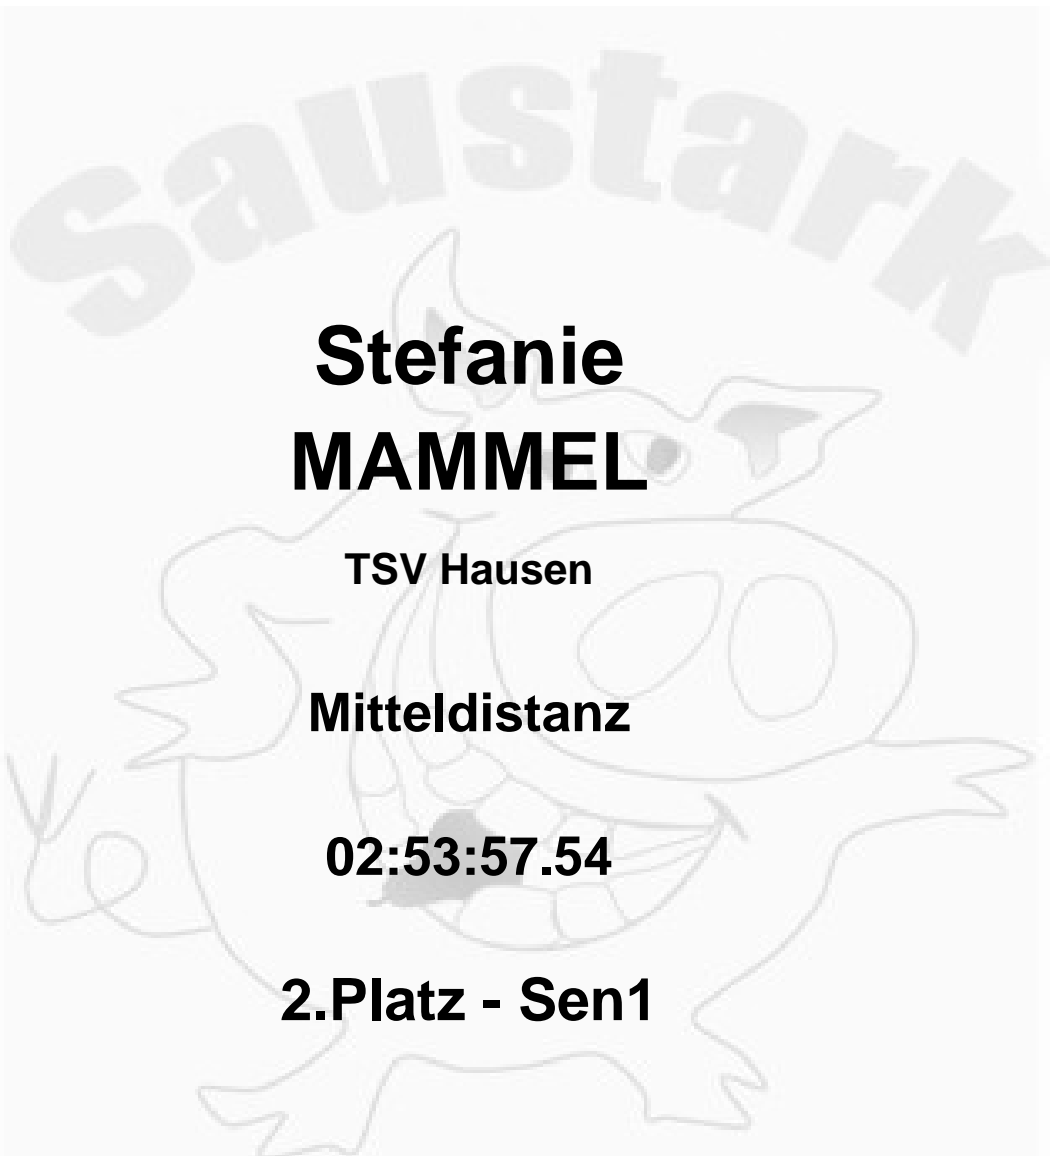 Saustark
Stefanie
MAMMEL
TSV Hausen
Mitteldistanz
02:53:57.54
2.Platz - Sen1